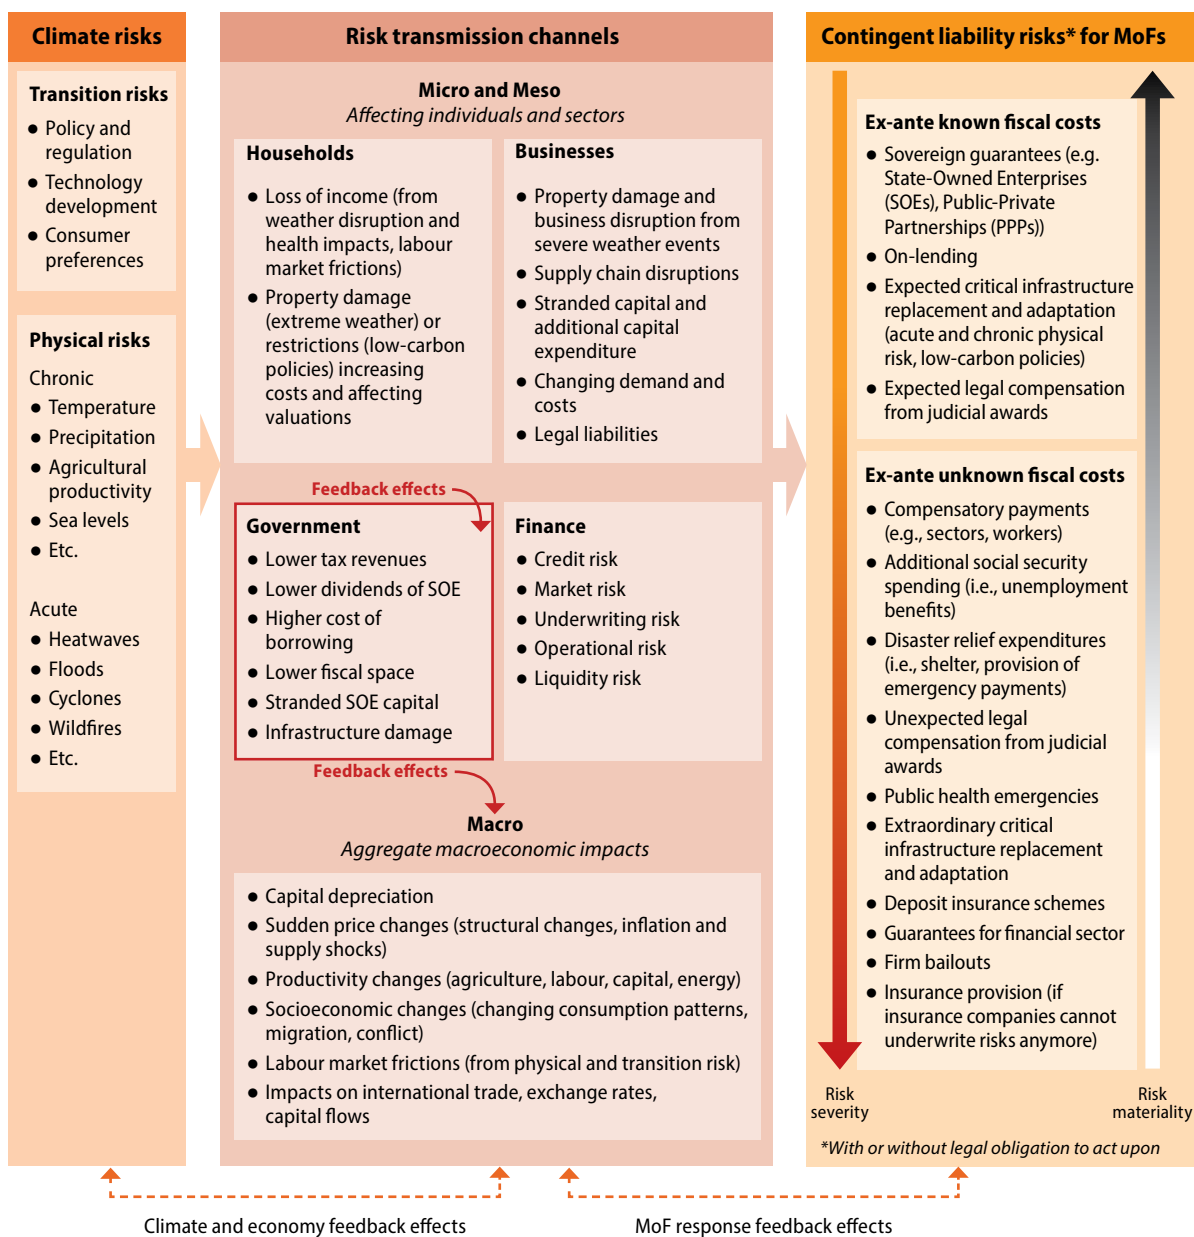 Climate risks
Transition risks
● Policy and
regulation
● Technology
development
● Consumer
preferences
Physical risks
Chronic
● Temperature
● Precipitation
● Agricultural
productivity
● Sea levels
● Etc.
Acute
● Heatwaves
● Floods
● Cyclones
● Wildfires
● Etc.
Risk transmission channels
Micro and Meso
Affecting individuals and sectors
Households
● Loss of income (from
weather disruption and
health impacts, labour
market frictions)
● Property damage
(extreme weather) or
restrictions (low-carbon
policies) increasing
costs and affecting
valuations
Businesses
● Property damage and
business disruption from
severe weather events
● Supply chain disruptions
● Stranded capital and
additional capital
expenditure
● Changing demand and
costs
● Legal liabilities
Feedback effects
Government
● Lower tax revenues
● Lower dividends of SOE
● Higher cost of
borrowing
● Lower fiscal space
● Stranded SOE capital
● Infrastructure damage
Finance
● Credit risk
● Market risk
● Underwriting risk
● Operational risk
● Liquidity risk
Feedback effects
Macro
Aggregate macroeconomic impacts
● Capital depreciation
● Sudden price changes (structural changes, inflation and
supply shocks)
● Productivity changes (agriculture, labour, capital, energy)
● Socioeconomic changes (changing consumption patterns,
migration, conflict)
● Labour market frictions (from physical and transition risk)
● Impacts on international trade, exchange rates,
capital flows
Contingent liability risks* for MoFs
Ex-ante known fiscal costs
● Sovereign guarantees (e.g.
State-Owned Enterprises
(SOEs), Public-Private
Partnerships (PPPs))
● On-lending
● Expected critical infrastructure
replacement and adaptation
(acute and chronic physical
risk, low-carbon policies)
● Expected legal compensation
from judicial awards
Ex-ante unknown fiscal costs
● Compensatory payments
(e.g., sectors, workers)
● Additional social security
spending (i.e., unemployment
benefits)
● Disaster relief expenditures
(i.e., shelter, provision of
emergency payments)
● Unexpected legal
compensation from judicial
awards
● Public health emergencies
● Extraordinary critical
infrastructure replacement
and adaptation
● Deposit insurance schemes
● Guarantees for financial sector
● Firm bailouts
● Insurance provision (if
insurance companies cannot
underwrite risks anymore)
Risk
severity
Risk
materiality
*With or without legal obligation to act upon
Climate and economy feedback effects
MoF response feedback effects